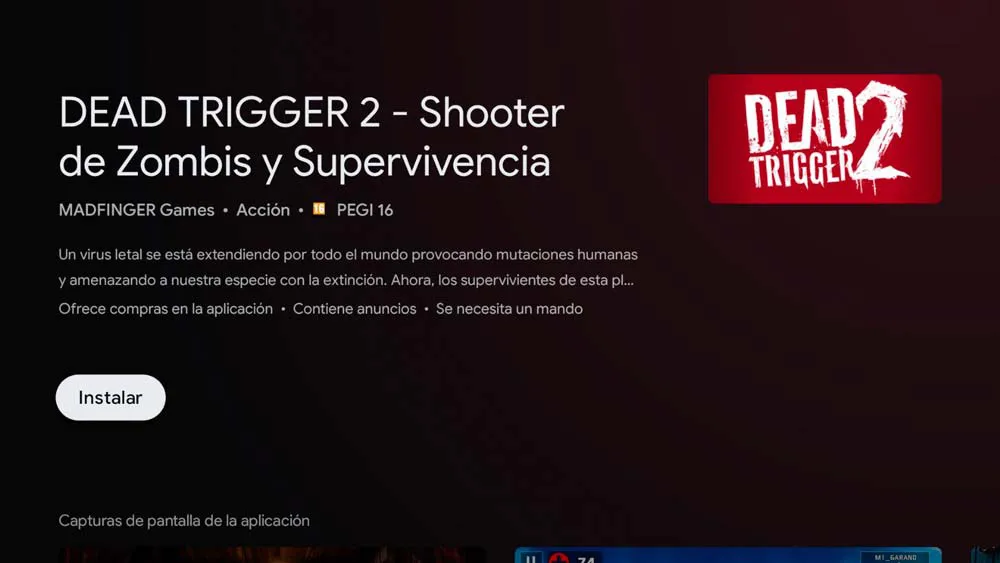 DEAD TRIGGER 2 - Shooter
de Zombis y Supervivencia
DEAD
TRIGGER 2
MADFINGER Games • Acción • 16 PEGI 16
Un virus letal se está extendiendo por todo el mundo provocando mutaciones humanas
y amenazando a nuestra especie con la extinción. Ahora, los supervivientes de esta pl...
Ofrece compras en la aplicación • Contiene anuncios • Se necesita un mando
Instalar
Capturas de pantalla de la aplicación
74
M1_GARAND